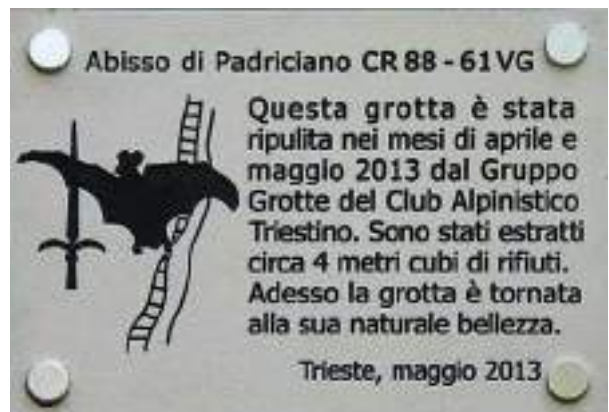 Abisso di Padriciano CR 88 - 61 VG
Questa grotta è stata
ripulita nei mesi di aprile e
maggio 2013 dal Gruppo
Grotte del Club Alpinistico
Triestino. Sono stati estratti
circa 4 metri cubi di rifiuti.
Adesso la grotta è tornata
alla sua naturale bellezza.
Trieste, maggio 2013